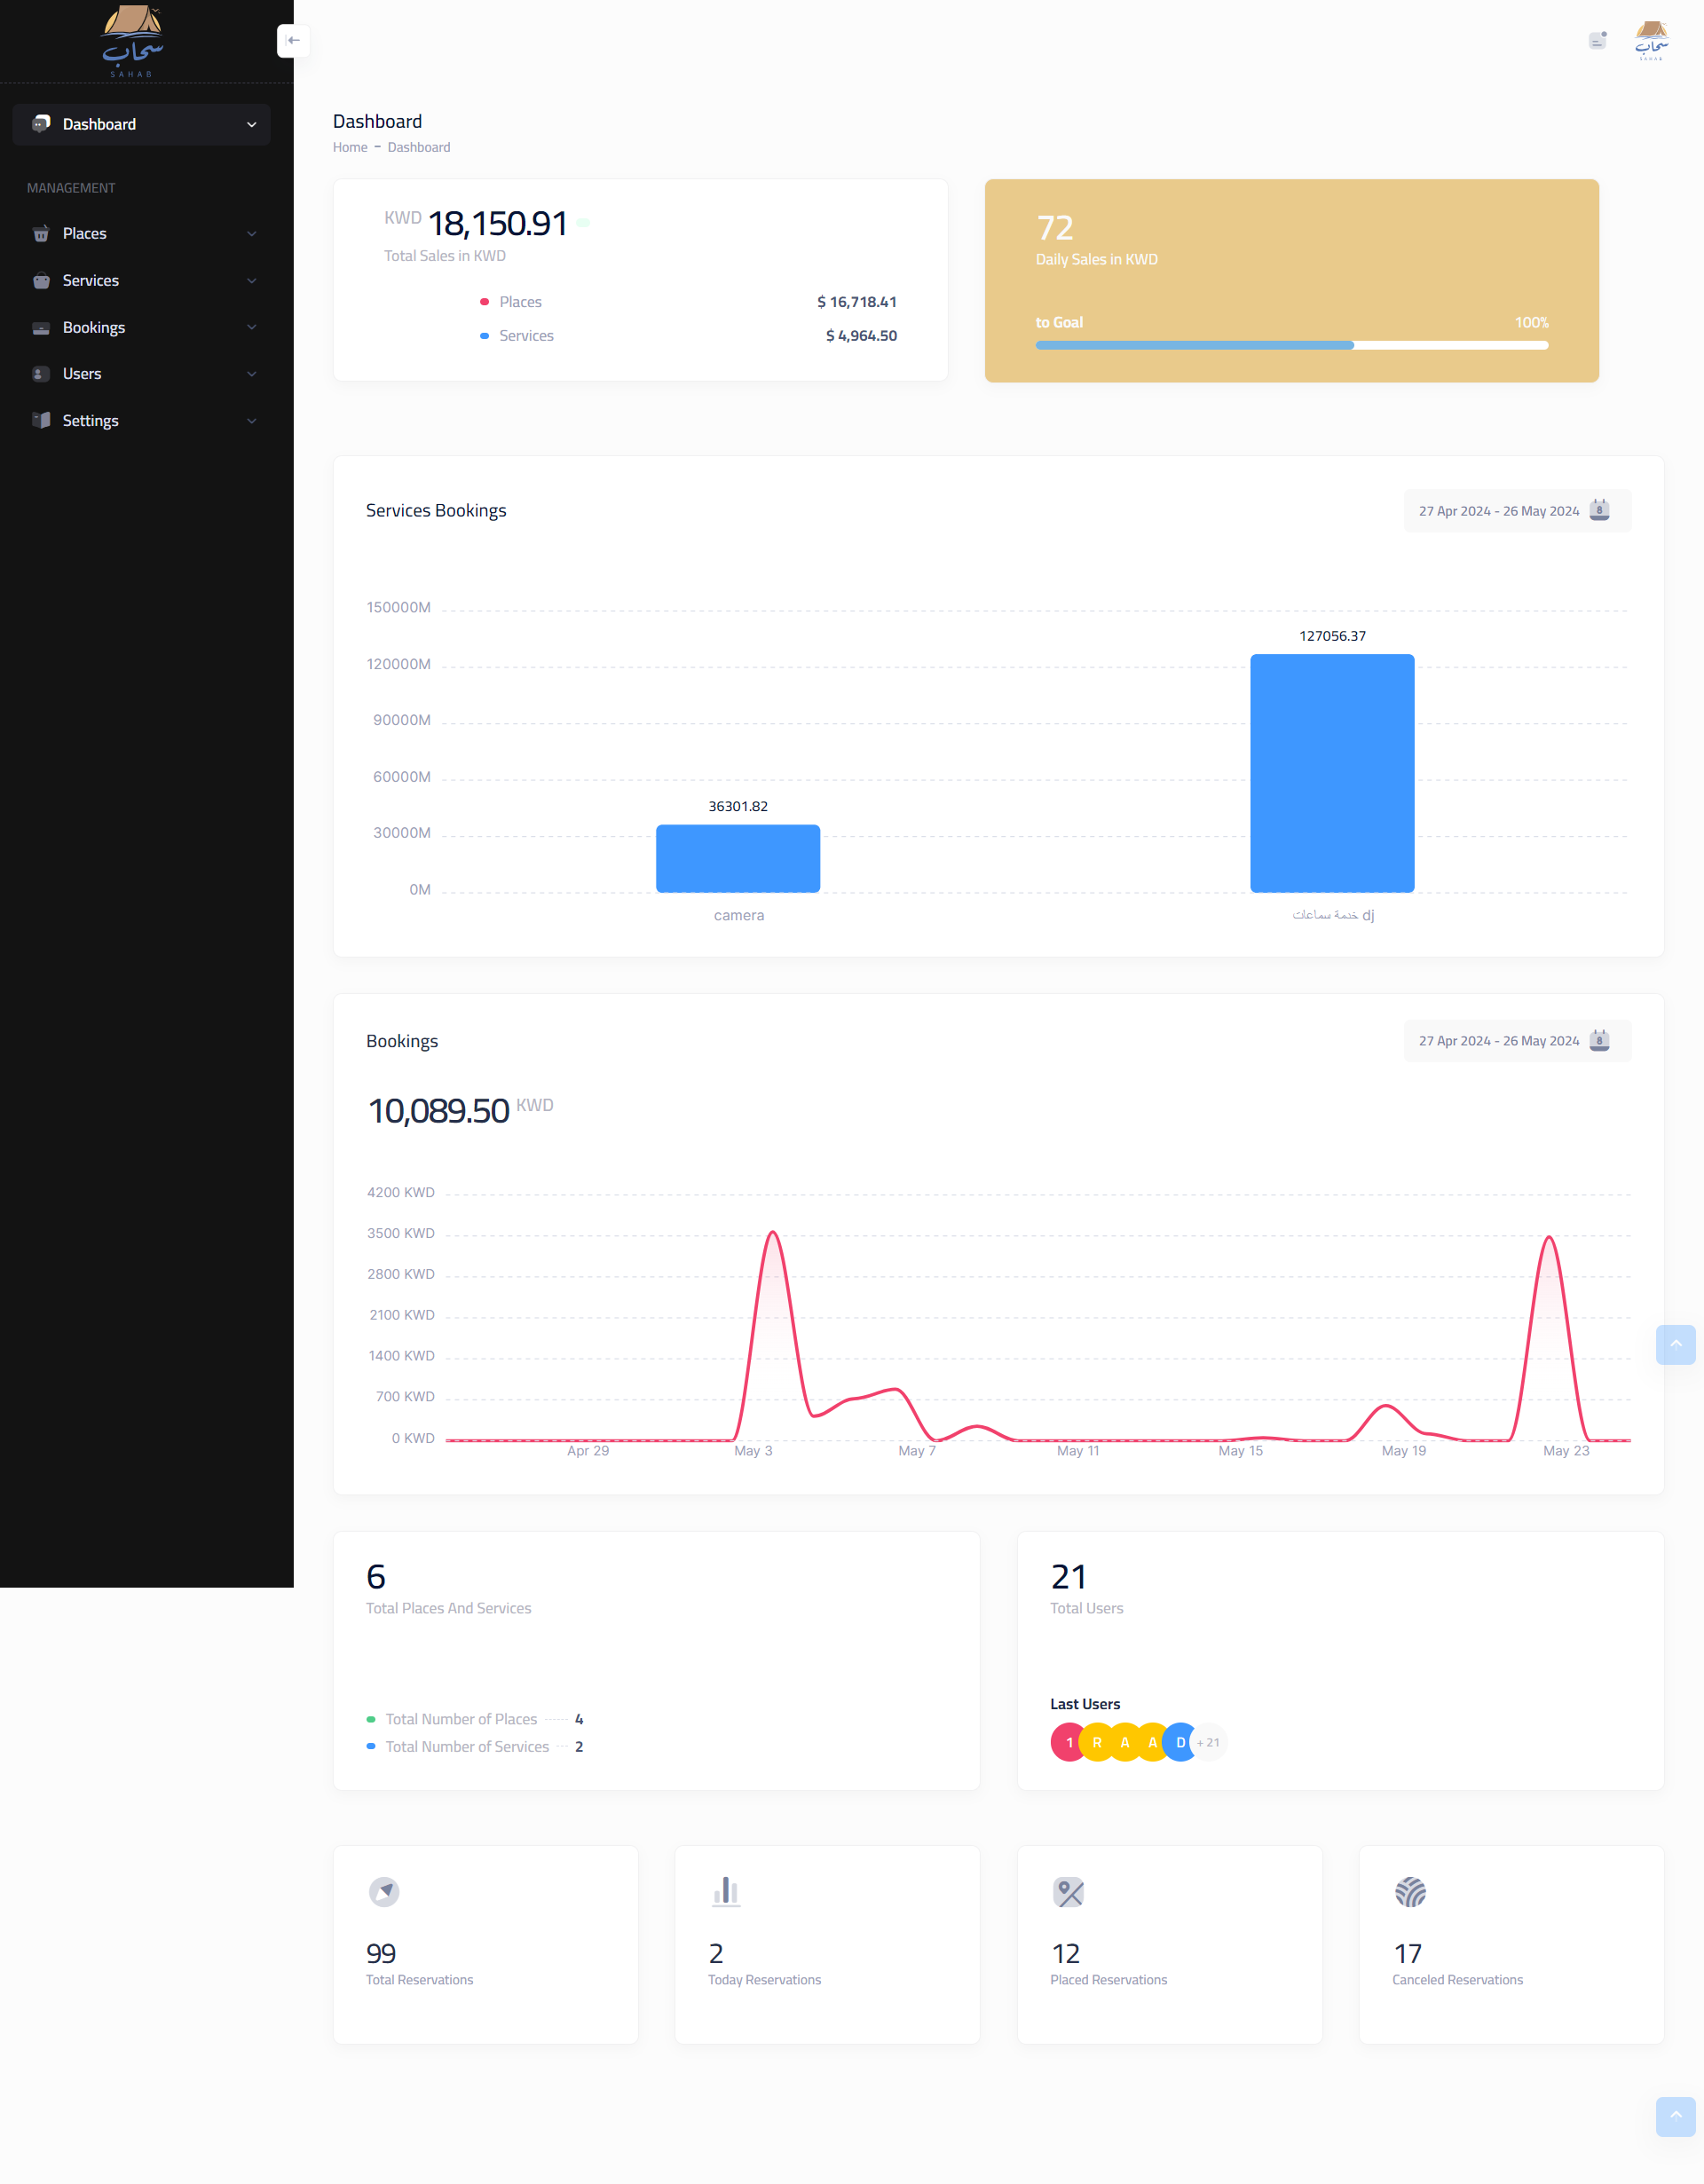 سحاب
SAHAB
Dashboard
MANAGEMENT
Places
Services
Bookings
Users
Settings
سحاب
SAHAB
Dashboard
Home - Dashboard
KWD 18,150.91
Total Sales in KWD
Places $ 16,718.41
Services $ 4,964.50
72
Daily Sales in KWD
to Goal 100%
Services Bookings
27 Apr 2024 - 26 May 2024 8
150000M
120000M
90000M
60000M
30000M
0M
36301.82
127056.37
camera
خدمة سماعات dj
Bookings
27 Apr 2024 - 26 May 2024 8
10,089.50 KWD
4200 KWD
3500 KWD
2800 KWD
2100 KWD
1400 KWD
700 KWD
0 KWD
Apr 29 May 3 May 7 May 11 May 15 May 19 May 23
6
Total Places And Services
Total Number of Places 4
Total Number of Services 2
21
Total Users
Last Users
1 R A A D + 21
99
Total Reservations
2
Today Reservations
12
Placed Reservations
17
Canceled Reservations